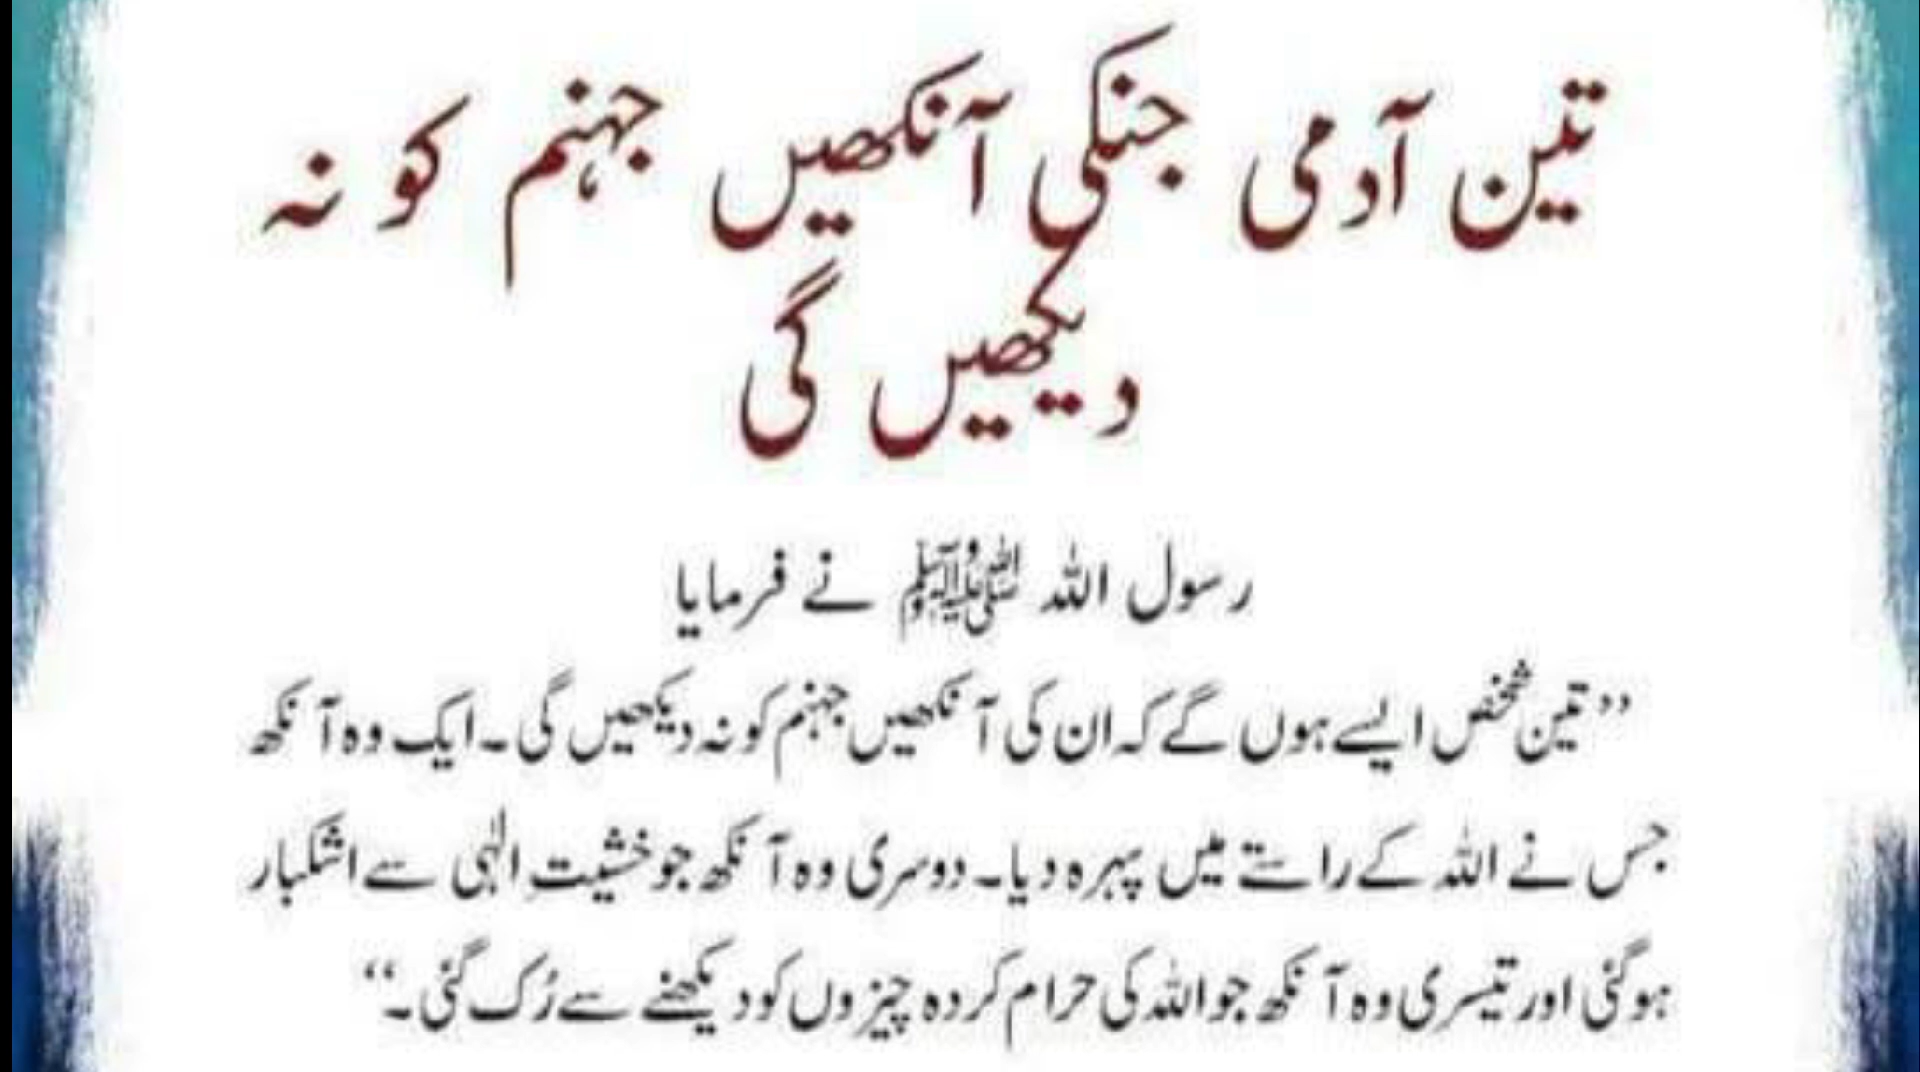 تین آدمی جنکی آنکھیں جہنم کو نہ
دیکھیں گی
رسول اللہ ﷺ نے فرمایا
’’تین شخص ایسے ہوں گے کہ ان کی آنکھیں جہنم کو نہ دیکھیں گی۔ ایک وہ آنکھ
جس نے اللہ کے راستے میں پہرہ دیا۔ دوسری وہ آنکھ جو خشیت الٰہی سے اشکبار
ہوگئی اور تیسری وہ آنکھ جو اللہ کی حرام کردہ چیزوں کو دیکھنے سے رُک گئی۔‘‘